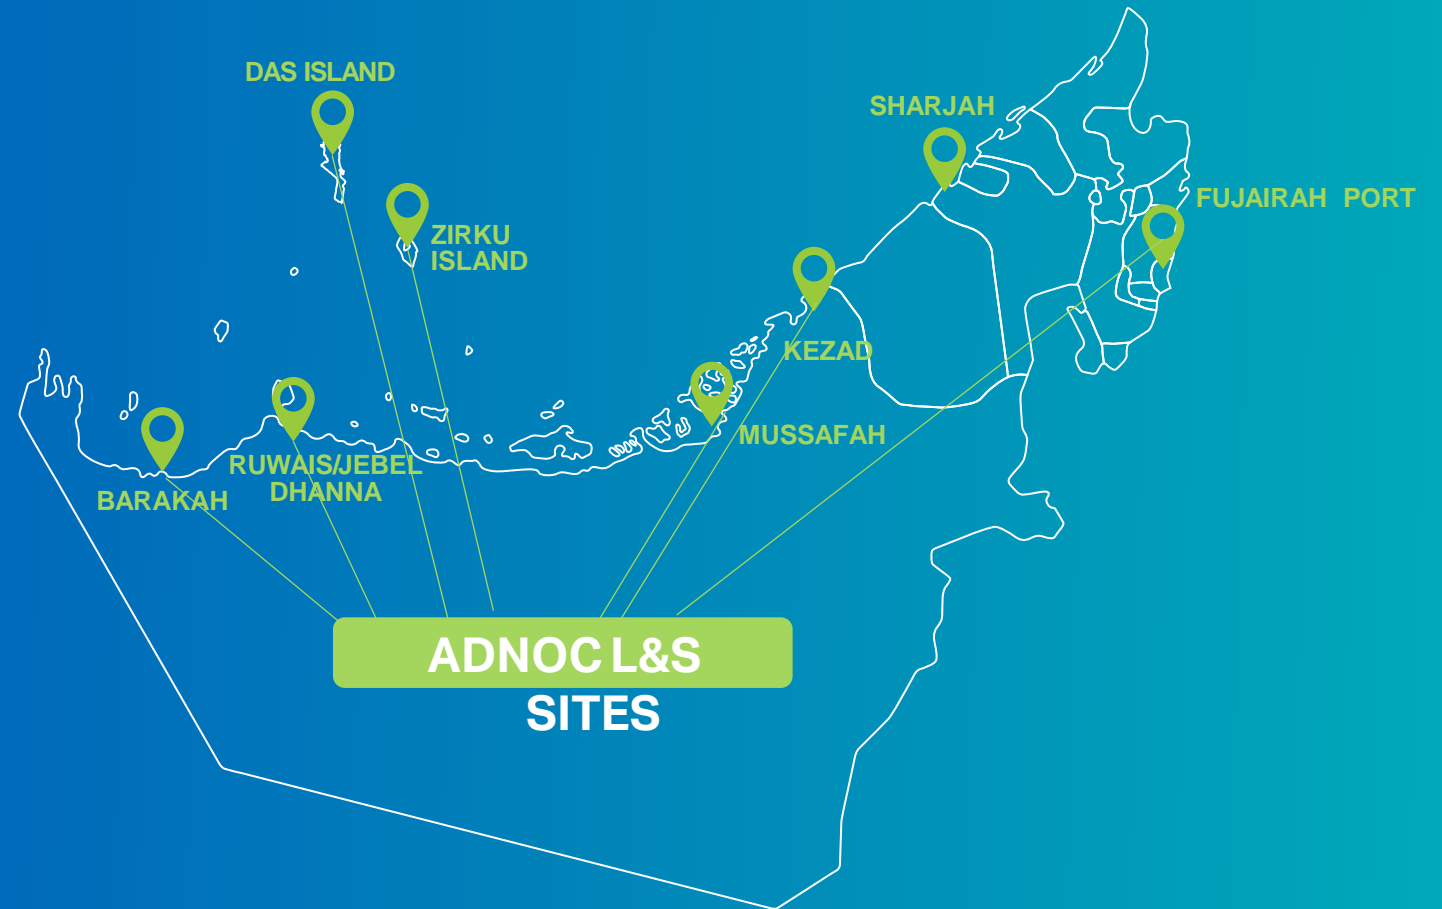 DAS ISLAND
SHARJAH
FUJAIRAH PORT
ZIRKU
ISLAND
KEZAD
MUSSAFAH
RUWAIS/JEBEL
DHANNA
BARAKAH
ADNOC L&S
SITES